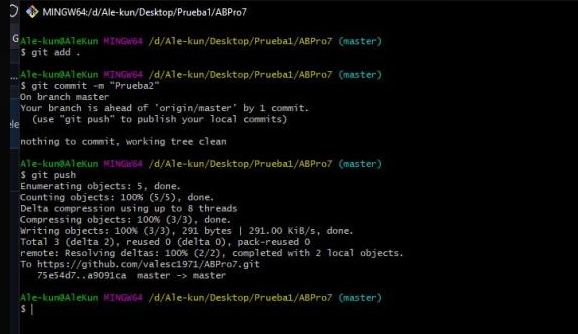 MINGW64:/d/Ale-kun/Desktop/Prueba1/ABPro7
Ale-kun@AleKun MINGW64 /d/Ale-kun/Desktop/Prueba1/ABPro7 (master)
$ git add .
Ale-kun@AleKun MINGW64 /d/Ale-kun/Desktop/Prueba1/ABPro7 (master)
$ git commit -m "Prueba2"
On branch master
Your branch is ahead of 'origin/master' by 1 commit.
(use "git push" to publish your local commits)
nothing to commit, working tree clean
Ale-kun@AleKun MINGW64 /d/Ale-kun/Desktop/Prueba1/ABPro7 (master)
$ git push
Enumerating objects: 5, done.
Counting objects: 100% (5/5), done.
Delta compression using up to 8 threads
Compressing objects: 100% (3/3), done.
Writing objects: 100% (3/3), 291 bytes | 291.00 KiB/s, done.
Total 3 (delta 2), reused 0 (delta 0), pack-reused 0
remote: Resolving deltas: 100% (2/2), completed with 2 local objects.
To https://github.com/valesc1971/ABPro7.git
75e54d7..a9091ca master -> master
Ale-kun@AleKun MINGW64 /d/Ale-kun/Desktop/Prueba1/ABPro7 (master)
$